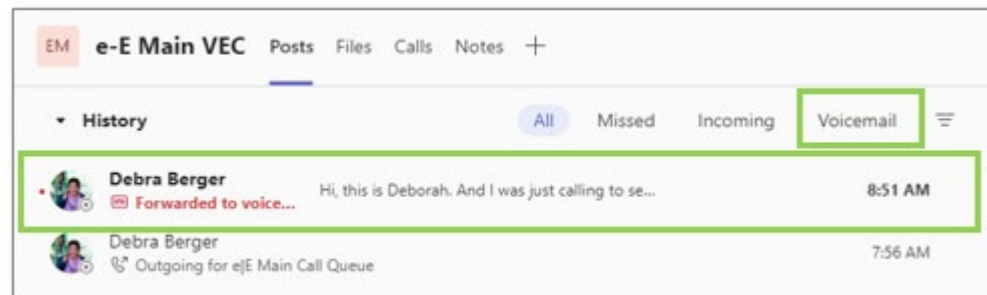 EM e-E Main VEC Posts Files Calls Notes +
History All Missed Incoming Voicemail
Debra Berger Hi, this is Deborah. And I was just calling to se... 8:51 AM
Forwarded to voice...
Debra Berger 7:56 AM
Outgoing for e|E Main Call Queue